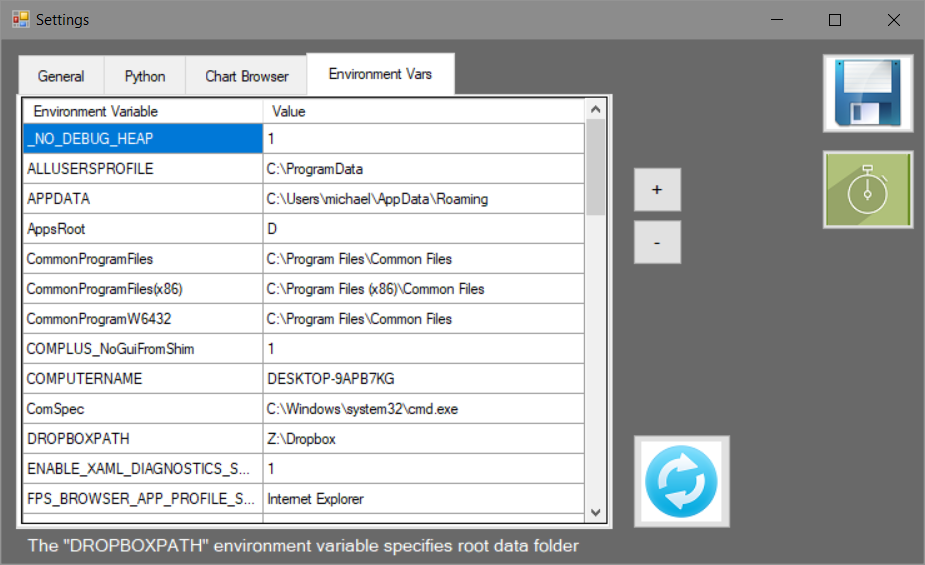 Settings
General Python Chart Browser Environment Vars
Environment Variable Value
_NO_DEBUG_HEAP 1
ALLUSERSPROFILE C:\ProgramData
APPDATA C:\Users\michael\AppData\Roaming
AppsRoot D
CommonProgramFiles C:\Program Files\Common Files
CommonProgramFiles(x86) C:\Program Files (x86)\Common Files
CommonProgramW6432 C:\Program Files\Common Files
COMPLUS_NoGuiFromShim 1
COMPUTERNAME DESKTOP-9APB7KG
ComSpec C:\Windows\system32\cmd.exe
DROPBOXPATH Z:\Dropbox
ENABLE_XAML_DIAGNOSTICS_S... 1
FPS_BROWSER_APP_PROFILE_S... Internet Explorer
+
-
The "DROPBOXPATH" environment variable specifies root data folder